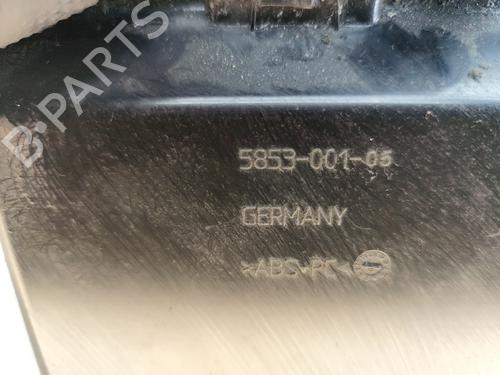 B-PARTS
5853-001-05
GERMANY
>ABS+PC<